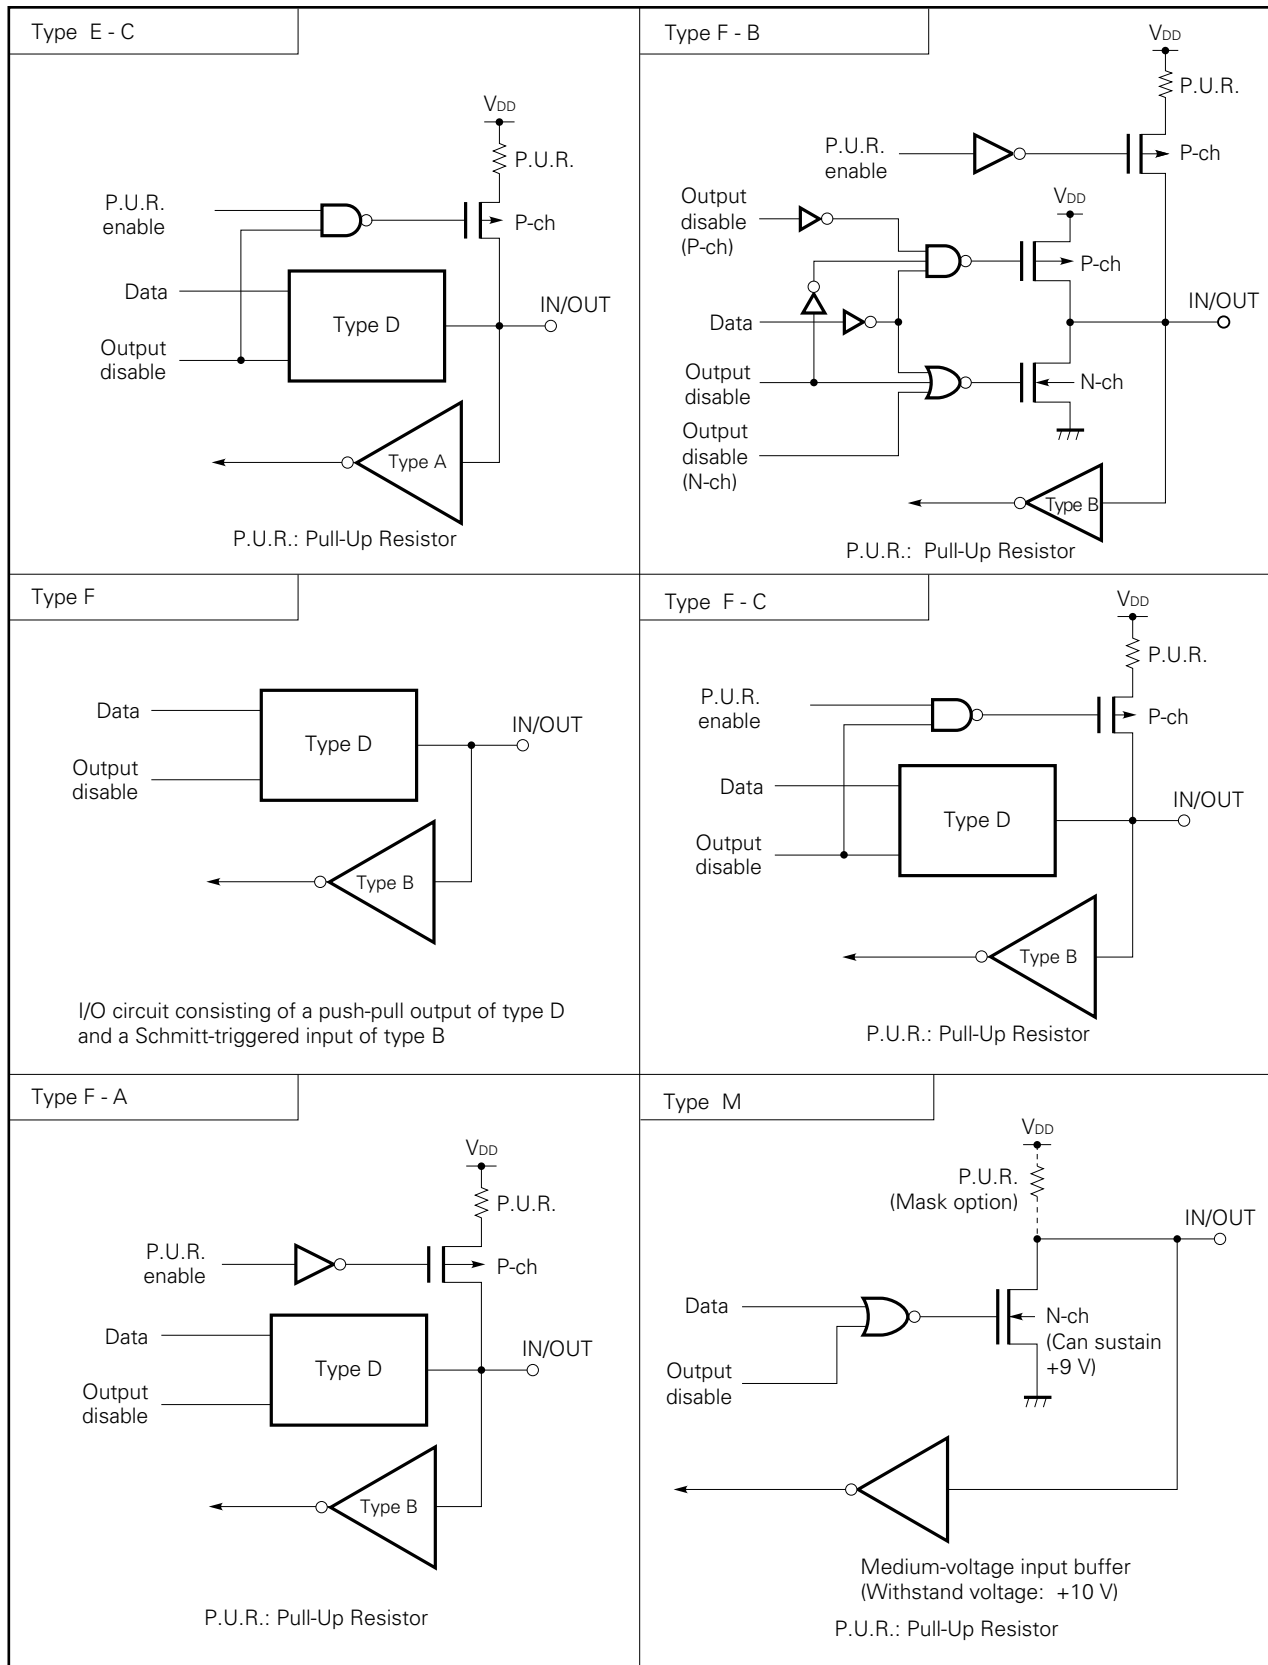 Type E - C
VDD
P.U.R.
P.U.R.
enable
P-ch
Data
Type D
IN/OUT
Output
disable
Type A
P.U.R.: Pull-Up Resistor
Type F - B
VDD
P.U.R.
P.U.R.
enable
P-ch
Output
disable
(P-ch)
VDD
P-ch
IN/OUT
Data
Output
disable
N-ch
Output
disable
(N-ch)
Type B
P.U.R.: Pull-Up Resistor
Type F
Data
Type D
IN/OUT
Output
disable
Type B
I/O circuit consisting of a push-pull output of type D
and a Schmitt-triggered input of type B
Type F - C
VDD
P.U.R.
P.U.R.
enable
P-ch
Data
Type D
IN/OUT
Output
disable
Type B
P.U.R.: Pull-Up Resistor
Type F - A
VDD
P.U.R.
P.U.R.
enable
P-ch
Data
Type D
IN/OUT
Output
disable
Type B
P.U.R.: Pull-Up Resistor
Type M
VDD
P.U.R.
(Mask option)
IN/OUT
Data
N-ch
(Can sustain
+9 V)
Output
disable
Medium-voltage input buffer
(Withstand voltage: +10 V)
P.U.R.: Pull-Up Resistor